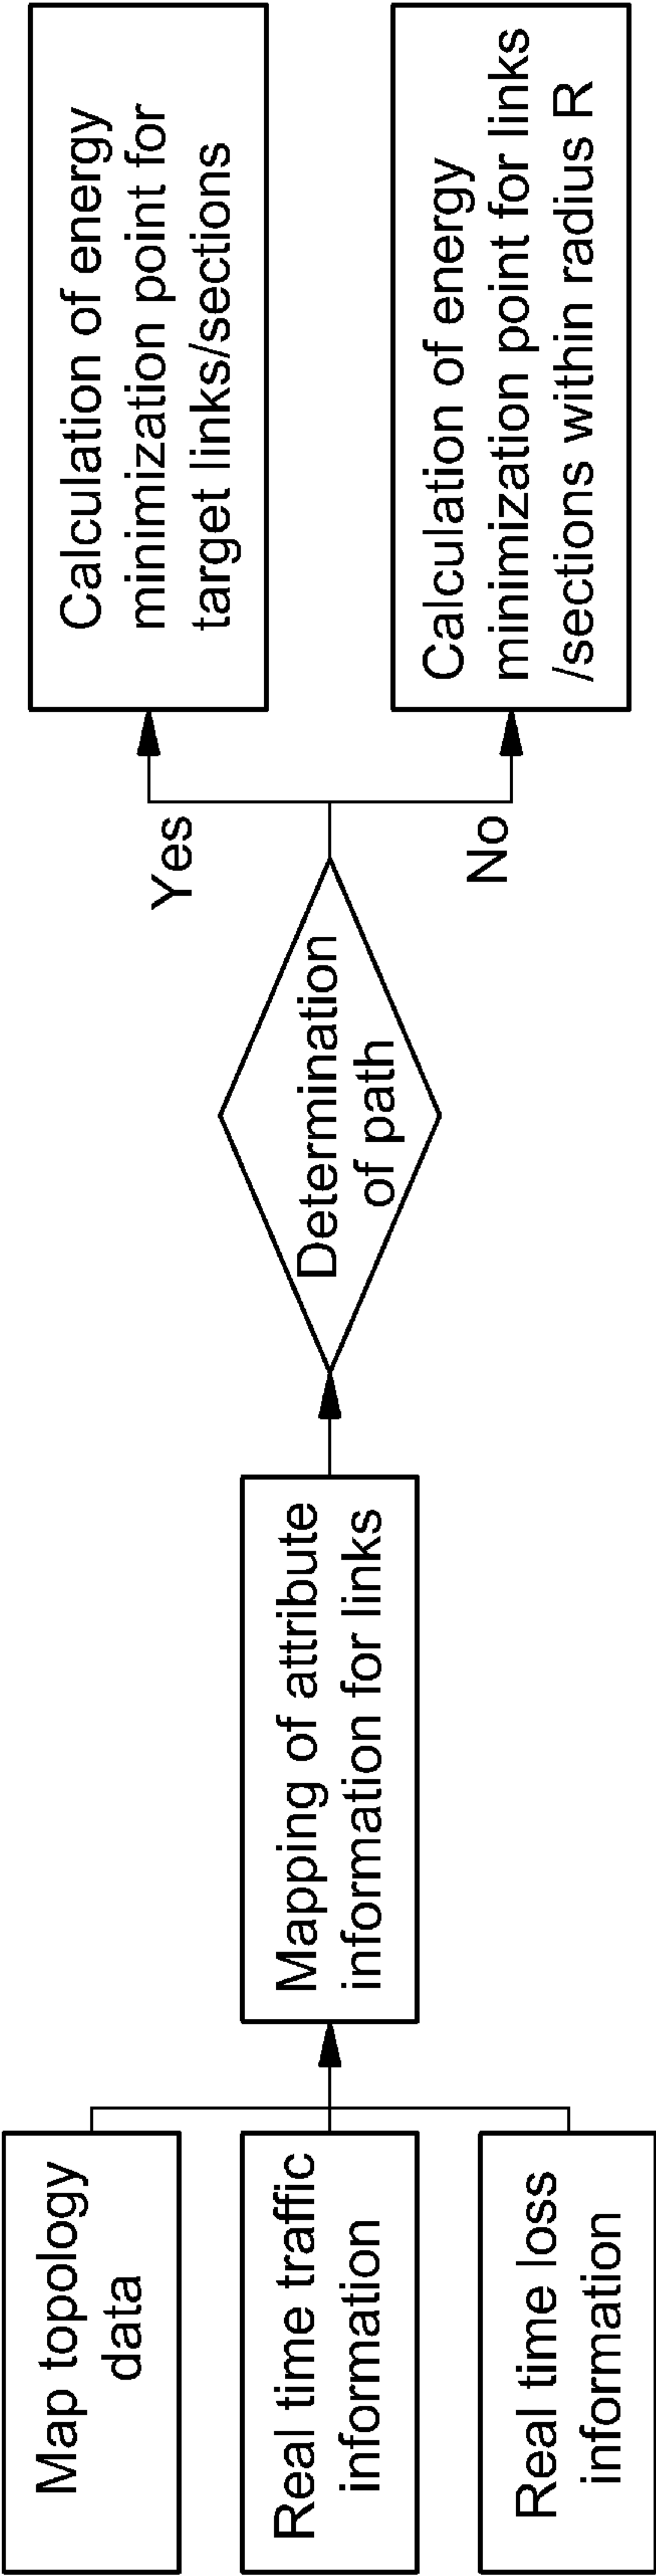 Map topology
data
Real time traffic
information
Real time loss
information
Mapping of attribute
information for links
Determination
of path
Yes
Calculation of energy
minimization point for
target links/sections
No
Calculation of energy
minimization point for links
/sections within radius R